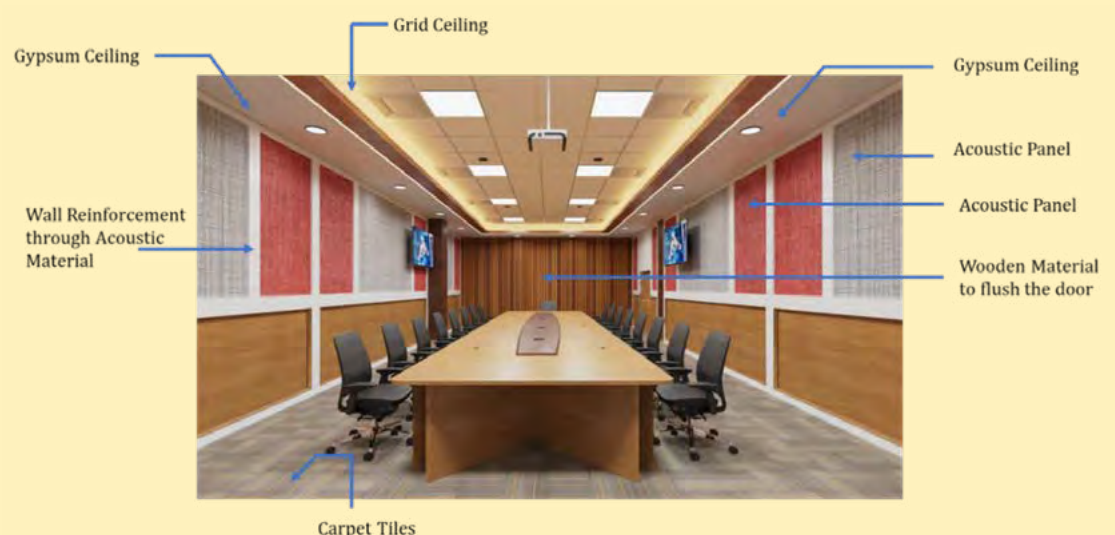 Grid Ceiling
Gypsum Ceiling
Gypsum Ceiling
Acoustic Panel
Wall Reinforcement
through Acoustic
Material
Acoustic Panel
Wooden Material
to flush the door
Carpet Tiles